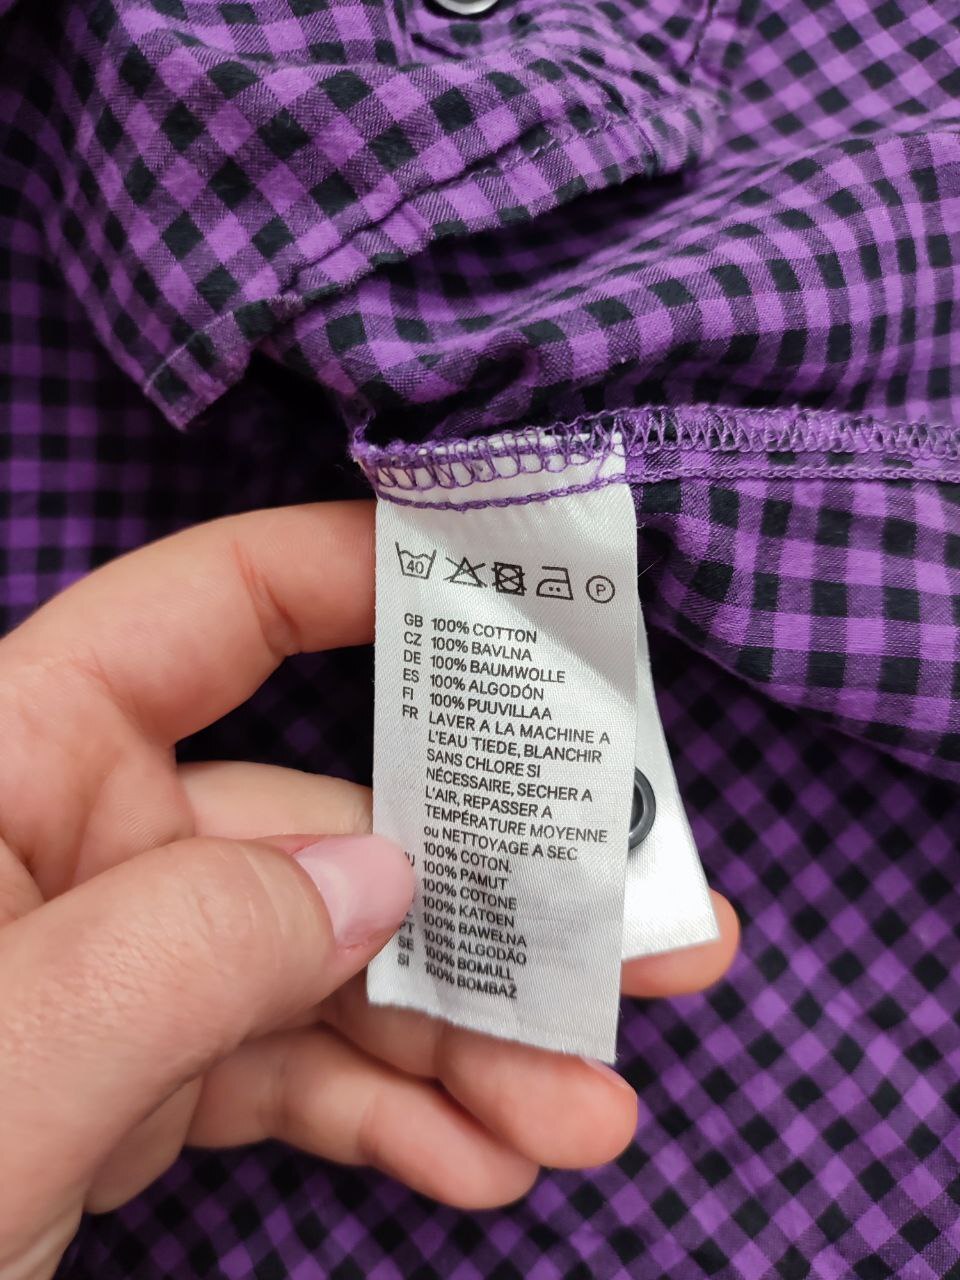 40 P
GB 100% COTTON
CZ 100% BAVLNA
DE 100% BAUMWOLLE
ES 100% ALGODÓN
FI 100% PUUVILLAA
FR LAVER A LA MACHINE A
L'EAU TIEDE, BLANCHIR
SANS CHLORE SI
NÉCESSAIRE, SECHER A
L'AIR, REPASSER A
TEMPÉRATURE MOYENNE
ou NETTOYAGE A SEC
100% COTON.
100% PAMUT
100% COTONE
100% KATOEN
100% BAWEŁNA
100% ALGODÃO
SE 100% BOMULL
SI 100% BOMBAŽ